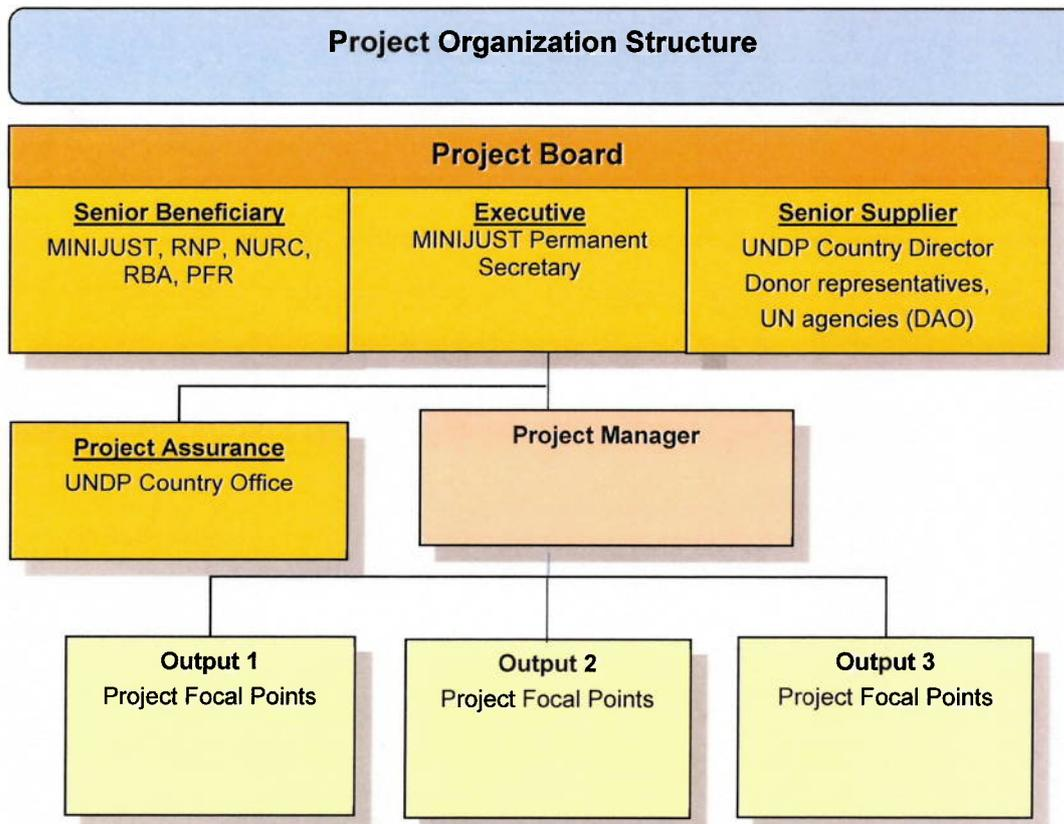 Project Organization Structure
Project Board
Senior Beneficiary
MINIJUST, RNP, NURC,
RBA, PFR
Executive
MINIJUST Permanent
Secretary
Senior Supplier
UNDP Country Director
Donor representatives,
UN agencies (DAO)
Project Assurance
UNDP Country Office
Project Manager
Output 1
Project Focal Points
Output 2
Project Focal Points
Output 3
Project Focal Points